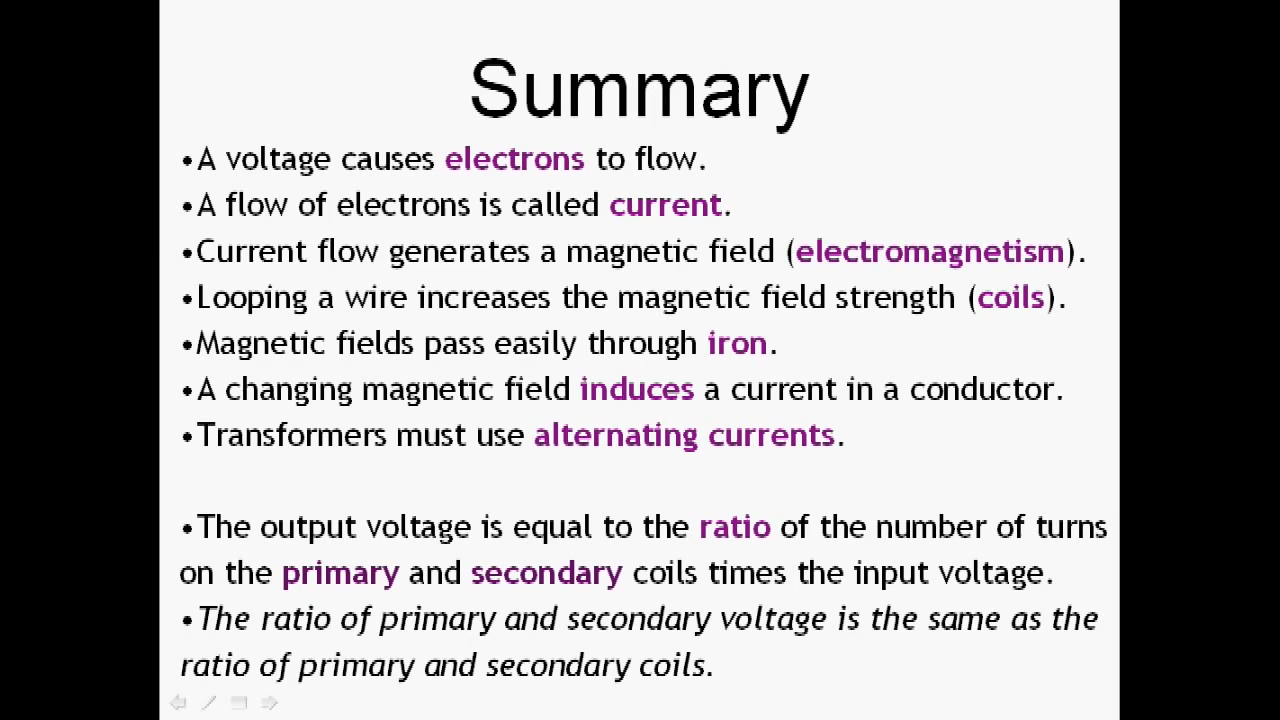 Summary
•A voltage causes electrons to flow.
•A flow of electrons is called current.
•Current flow generates a magnetic field (electromagnetism).
•Looping a wire increases the magnetic field strength (coils).
•Magnetic fields pass easily through iron.
•A changing magnetic field induces a current in a conductor.
•Transformers must use alternating currents.
•The output voltage is equal to the ratio of the number of turns
on the primary and secondary coils times the input voltage.
•The ratio of primary and secondary voltage is the same as the
ratio of primary and secondary coils.